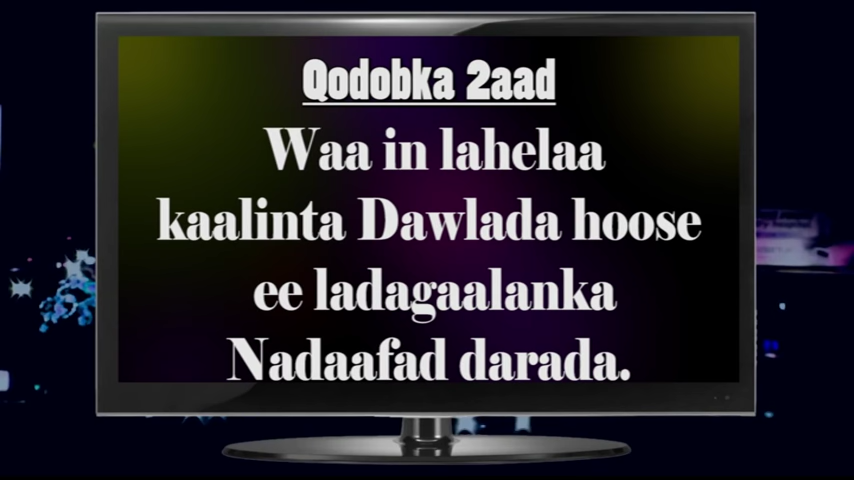 Qodobka 2aad
Waa in lahelaa
kaalinta Dawlada hoose
ee ladagaalanka
Nadaafad darada.